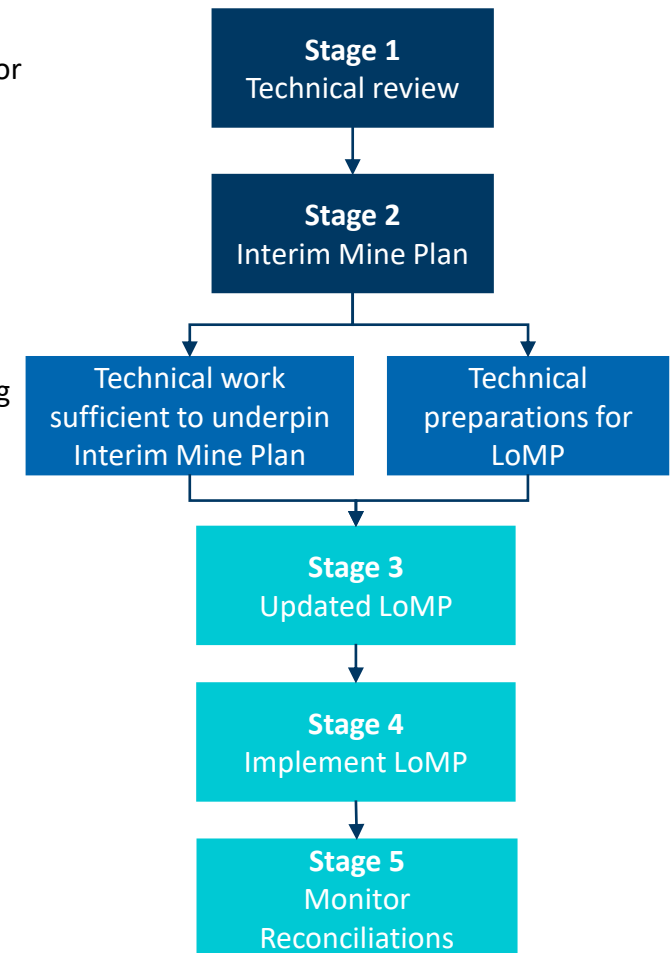 Stage 1
or
Technical review
Stage 2
Interim Mine Plan
g
Technical work
sufficient to underpin
Interim Mine Plan
Technical
preparations for
LoMP
Stage 3
Updated LoMP
Stage 4
Implement LoMP
Stage 5
Monitor
Reconciliations